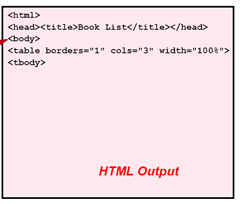 <html>
<head><title>Book List</title></head>
<body>
<table borders="1" cols="3" width="100%">
<tbody>
HTML Output